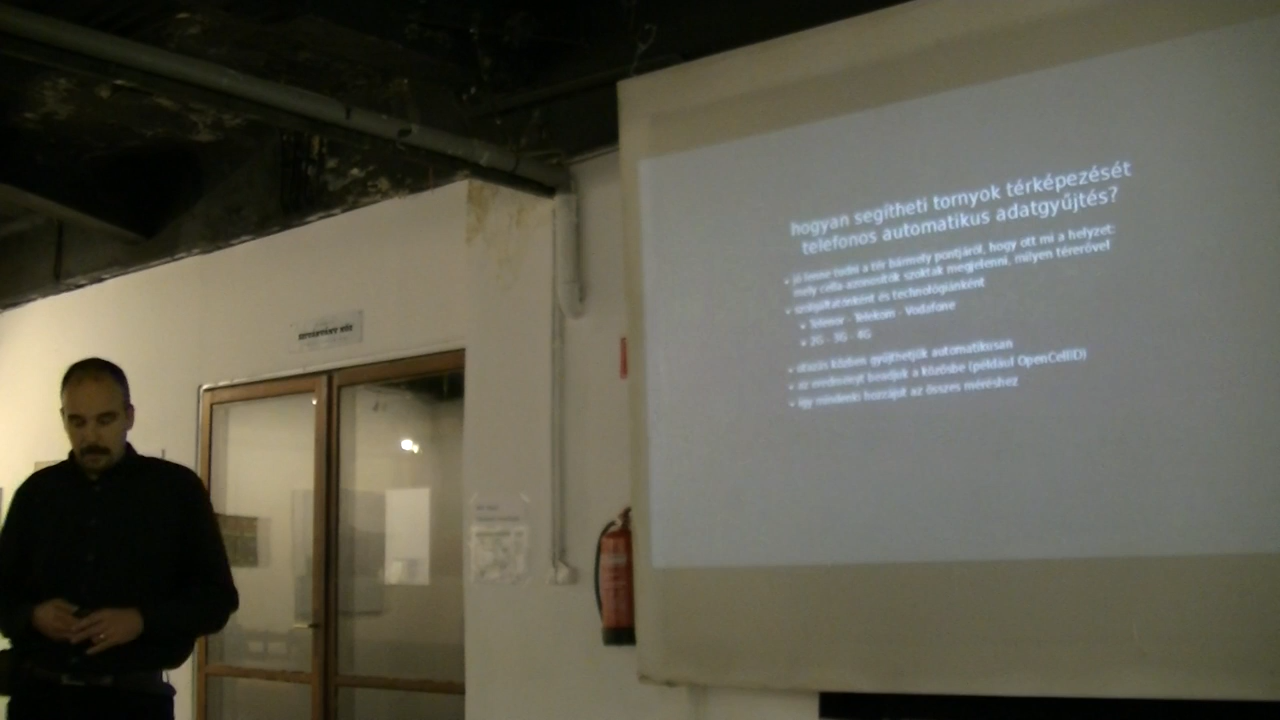 hogyan segítheti tornyok térképezését
telefonos automatikus adatgyűjtés?
jó lenne tudni a tér bármely pontjáról, hogy ott mi a helyzet:
mely cella azonosítók szoktak megjelenni, milyen térerővel
szolgáltatónként és technológiánként
Telenor - Telekom - Vodafone
2G - 3G - 4G
utazás közben gyűjthetjük automatikusan
az eredményt beadjuk a közösbe (például OpenCellID)
így mindenki hozzájut az összes méréshez